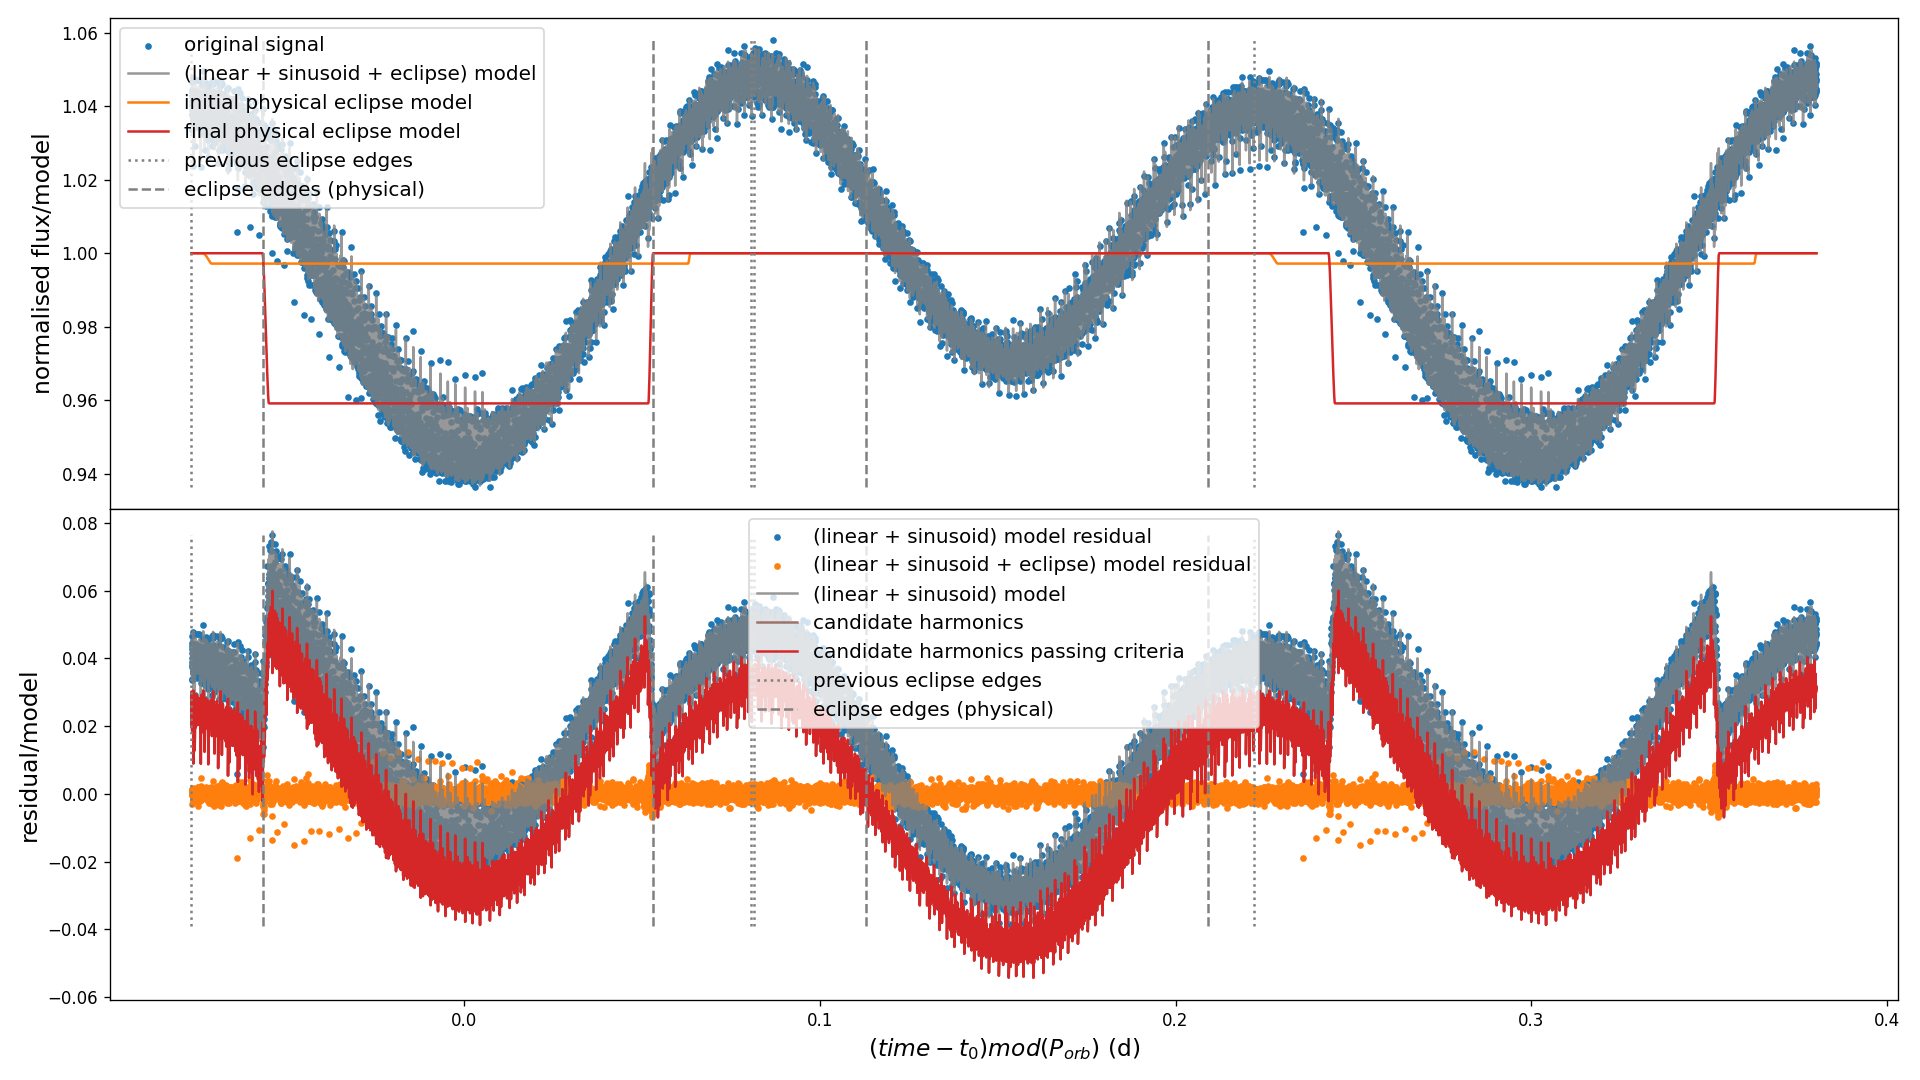 1.06
1.04
1.02
1.00
0.98
0.96
0.94
normalised flux/model
original signal
(linear + sinusoid + eclipse) model
initial physical eclipse model
final physical eclipse model
previous eclipse edges
eclipse edges (physical)
0.08
0.06
0.04
0.02
0.00
−0.02
−0.04
−0.06
residual/model
(linear + sinusoid) model residual
(linear + sinusoid + eclipse) model residual
(linear + sinusoid) model
candidate harmonics
candidate harmonics passing criteria
previous eclipse edges
eclipse edges (physical)
0.0 0.1 0.2 0.3 0.4
(time − t₀)mod(P_orb) (d)